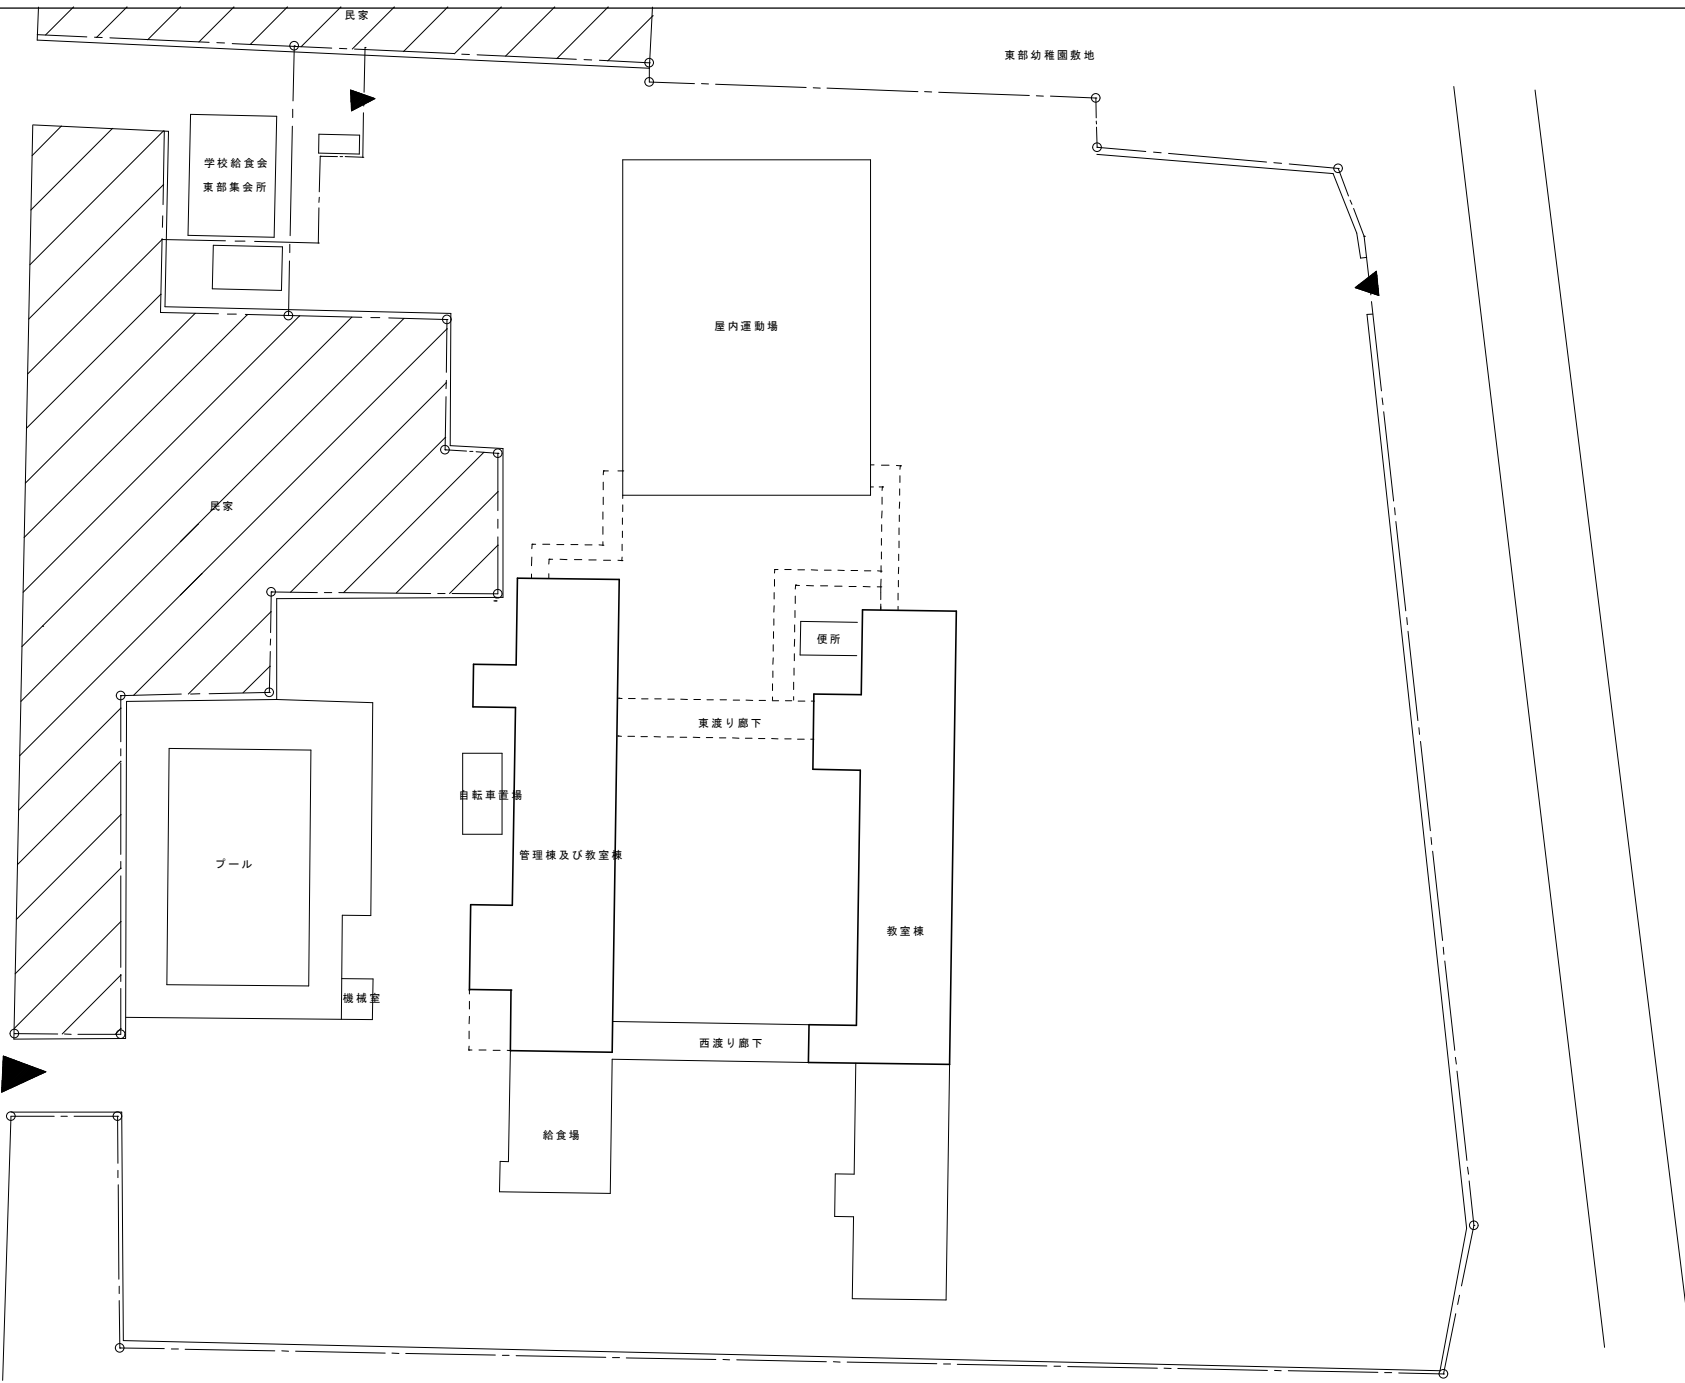 民家
東部幼稚園敷地
学校給食会
東部集会所
屋内運動場
民家
便所
東渡り廊下
自転車置場
管理棟及び教室棟
プール
教室棟
機械室
西渡り廊下
給食場